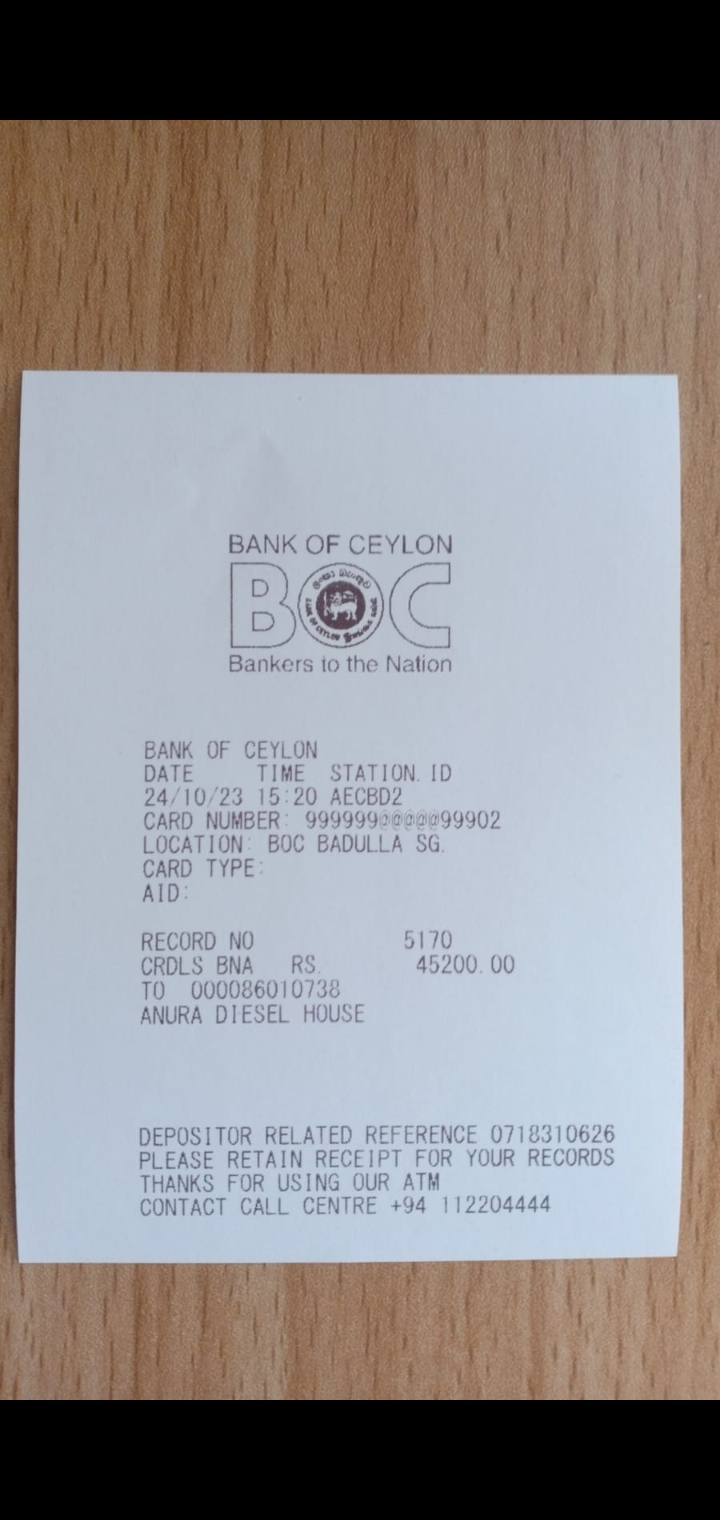 BANK OF CEYLON
BOC
Bankers to the Nation
BANK OF CEYLON
DATE TIME STATION.ID
24/10/23 15:20 AECBD2
CARD NUMBER: 999999@@@@@99902
LOCATION: BOC BADULLA SG.
CARD TYPE:
AID:
RECORD NO 5170
CRDLS BNA RS. 45200.00
TO 000086010738
ANURA DIESEL HOUSE
DEPOSITOR RELATED REFERENCE 0718310626
PLEASE RETAIN RECEIPT FOR YOUR RECORDS
THANKS FOR USING OUR ATM
CONTACT CALL CENTRE +94 112204444